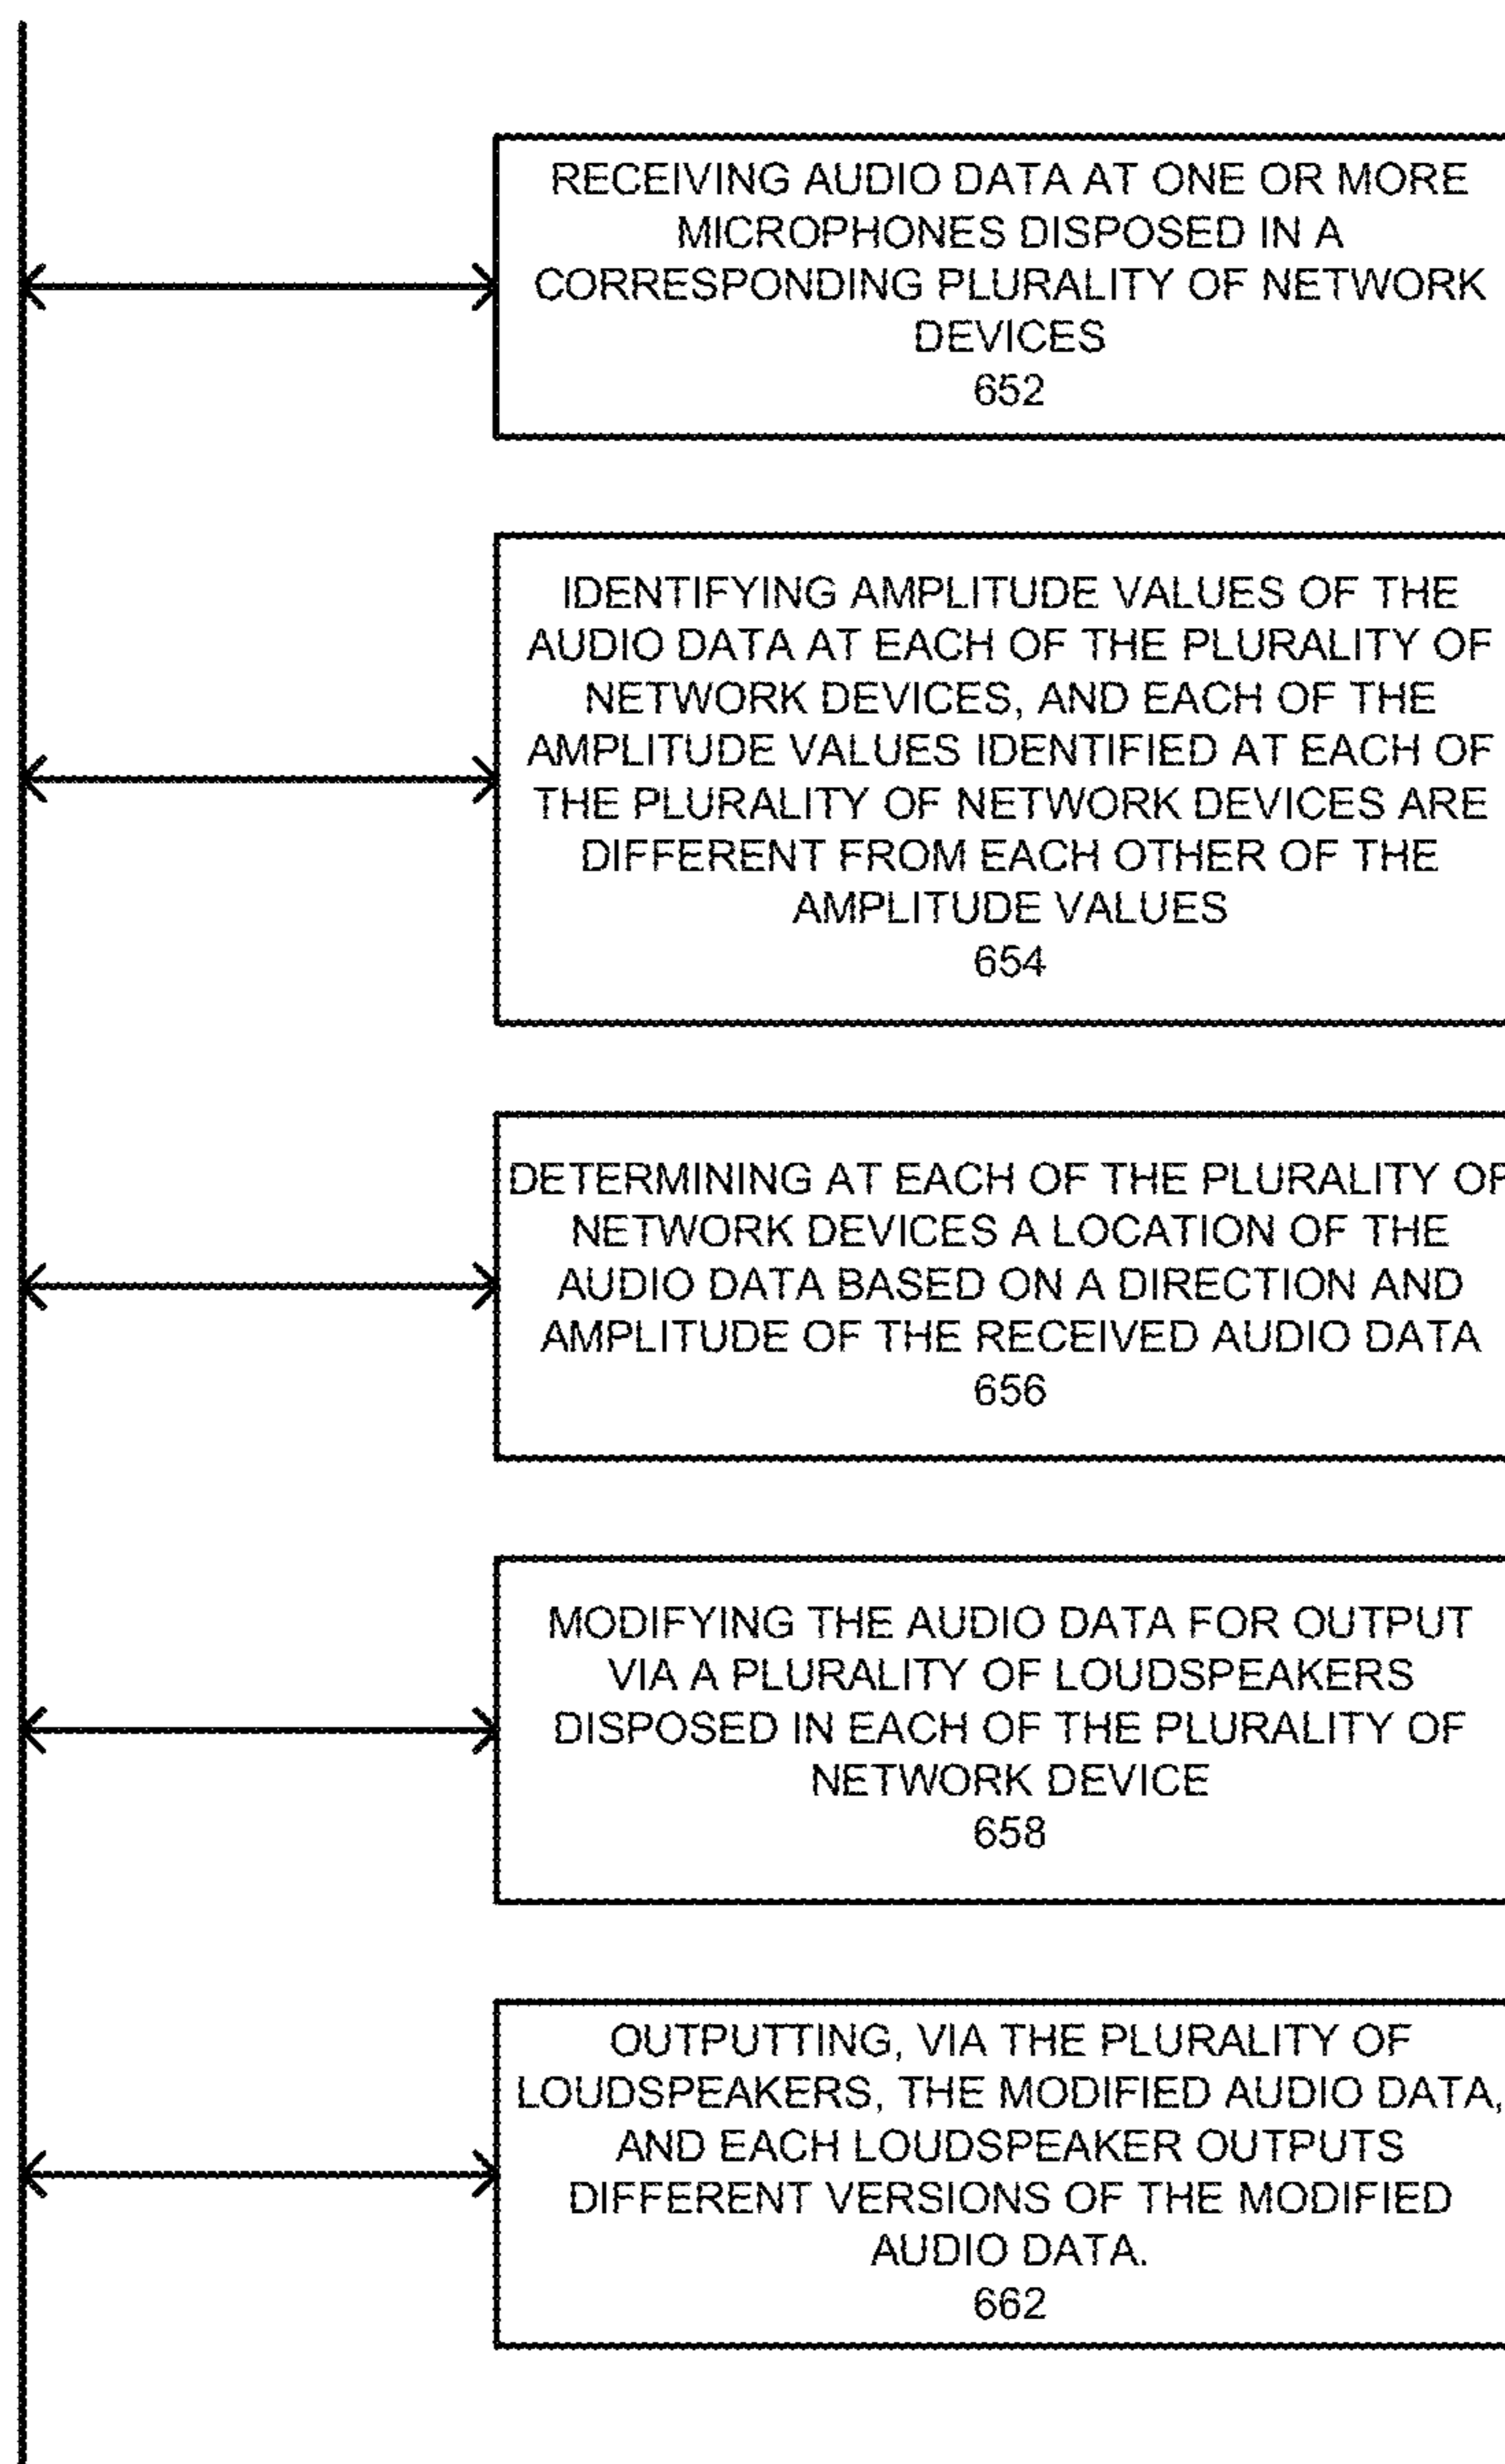 RECEIVING AUDIO DATA AT ONE OR MORE
MICROPHONES DISPOSED IN A
CORRESPONDING PLURALITY OF NETWORK
DEVICES
652
IDENTIFYING AMPLITUDE VALUES OF THE
AUDIO DATA AT EACH OF THE PLURALITY OF
NETWORK DEVICES, AND EACH OF THE
AMPLITUDE VALUES IDENTIFIED AT EACH OF
THE PLURALITY OF NETWORK DEVICES ARE
DIFFERENT FROM EACH OTHER OF THE
AMPLITUDE VALUES
654
DETERMINING AT EACH OF THE PLURALITY OF
NETWORK DEVICES A LOCATION OF THE
AUDIO DATA BASED ON A DIRECTION AND
AMPLITUDE OF THE RECEIVED AUDIO DATA
656
MODIFYING THE AUDIO DATA FOR OUTPUT
VIA A PLURALITY OF LOUDSPEAKERS
DISPOSED IN EACH OF THE PLURALITY OF
NETWORK DEVICE
658
OUTPUTTING, VIA THE PLURALITY OF
LOUDSPEAKERS, THE MODIFIED AUDIO DATA,
AND EACH LOUDSPEAKER OUTPUTS
DIFFERENT VERSIONS OF THE MODIFIED
AUDIO DATA.
662